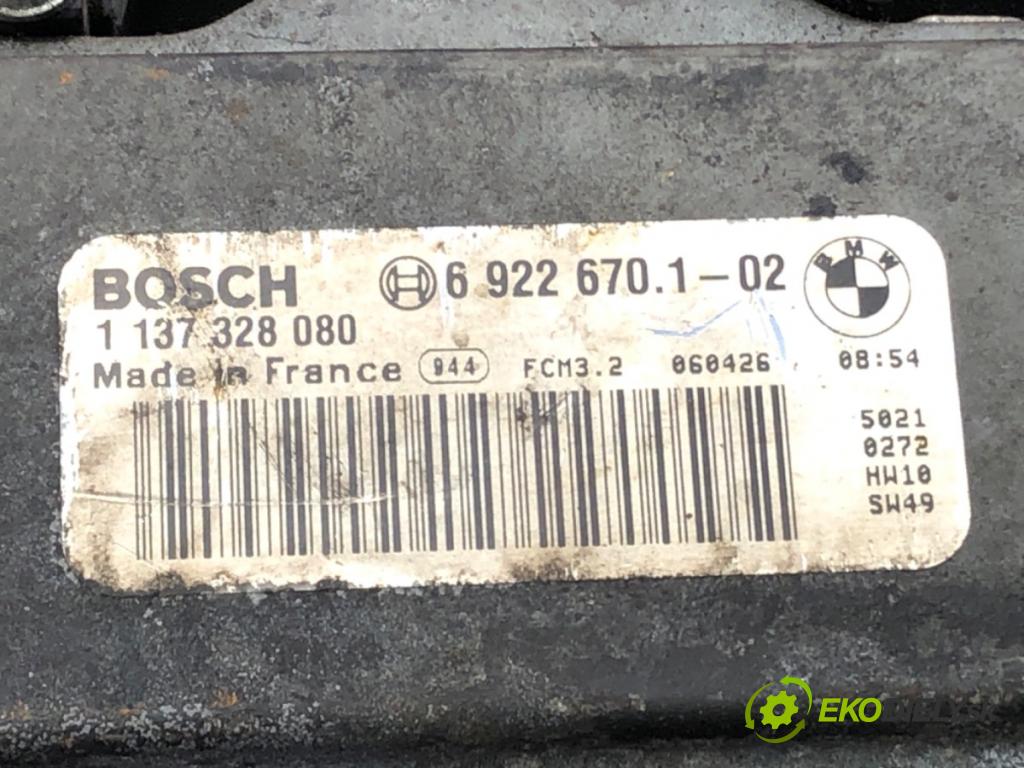 BOSCH 6 922 670.1-02 BMW
1 137 328 080
Made in France 944 FCM3.2 060426 08:54
5021
0272
HW10
SW49
EKO